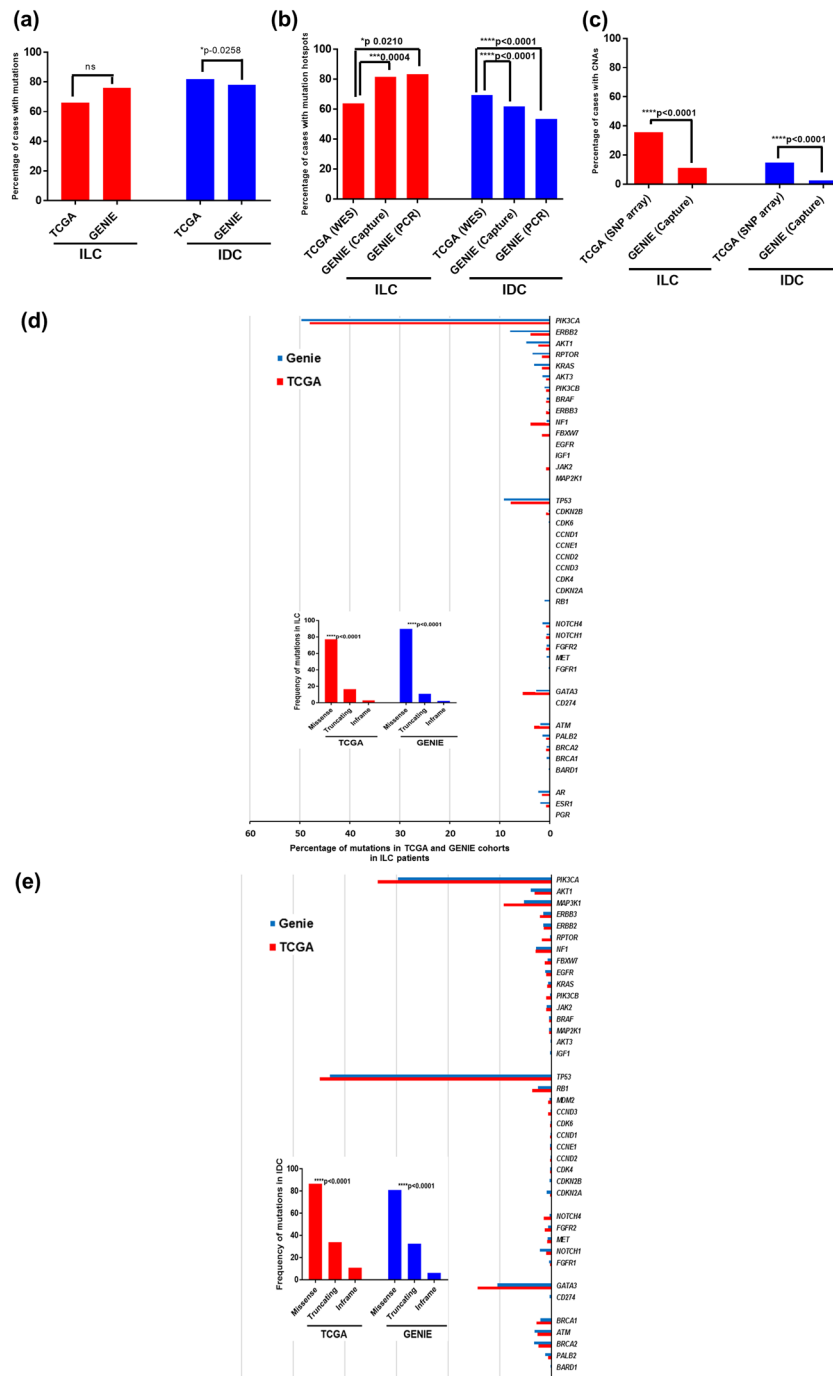 (a)
Percentage of cases with mutations
100
80
60
40
20
0
ns
*p-0.0258
TCGA
GENIE
TCGA
GENIE
ILC
IDC
(b)
Percentage of cases with mutation hotspots
100
80
60
40
20
0
*p 0.0210
***0.0004
****p<0.0001
****p<0.0001
TCGA (WES)
GENIE (Capture)
GENIE (PCR)
TCGA (WES)
GENIE (Capture)
GENIE (PCR)
ILC
IDC
(c)
Percentage of cases with CNAs
100
80
60
40
20
0
****p<0.0001
****p<0.0001
TCGA (SNP array)
GENIE (Capture)
TCGA (SNP array)
GENIE (Capture)
ILC
IDC
(d)
Genie
TCGA
PIK3CA
ERBB2
AKT1
RPTOR
KRAS
AKT3
PIK3CB
BRAF
ERBB3
NF1
FBXW7
EGFR
IGF1
JAK2
MAP2K1
TP53
CDKN2B
CDK6
CCND1
CCNE1
CCND2
CCND3
CDK4
CDKN2A
RB1
NOTCH4
NOTCH1
FGFR2
MET
FGFR1
GATA3
CD274
ATM
PALB2
BRCA2
BRCA1
BARD1
AR
ESR1
PGR
Frequency of mutations in ILC
100
80
60
40
20
0
****p<0.0001
****p<0.0001
Missense
Truncating
Inframe
Missense
Truncating
Inframe
TCGA
GENIE
60 50 40 30 20 10 0
Percentage of mutations in TCGA and GENIE cohorts
in ILC patients
(e)
Genie
TCGA
PIK3CA
AKT1
MAP3K1
ERBB3
ERBB2
RPTOR
NF1
FBXW7
EGFR
KRAS
PIK3CB
JAK2
BRAF
MAP2K1
AKT3
IGF1
TP53
RB1
MDM2
CCND3
CDK6
CCND1
CCNE1
CCND2
CDK4
CDKN2B
CDKN2A
NOTCH4
FGFR2
MET
NOTCH1
FGFR1
GATA3
CD274
BRCA1
ATM
BRCA2
PALB2
BARD1
Frequency of mutations in IDC
100
80
60
40
20
0
****p<0.0001
****p<0.0001
Missense
Truncating
Inframe
Missense
Truncating
Inframe
TCGA
GENIE